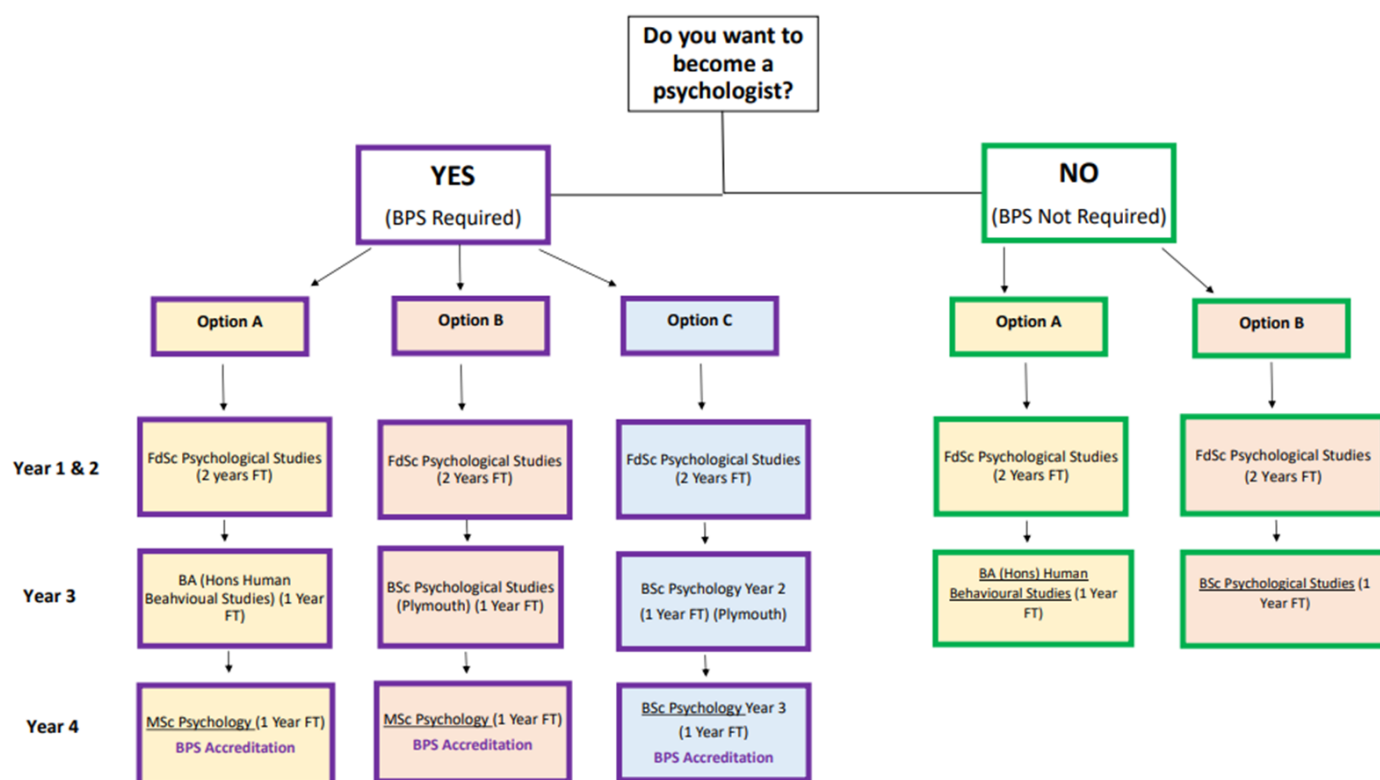 Do you want to
become a
psychologist?
YES
(BPS Required)
NO
(BPS Not Required)
Option A
Option B
Option C
Option A
Option B
Year 1 & 2
FdSc Psychological Studies
(2 years FT)
FdSc Psychological Studies
(2 Years FT)
FdSc Psychological Studies
(2 Years FT)
FdSc Psychological Studies
(2 Years FT)
FdSc Psychological Studies
(2 Years FT)
Year 3
BA (Hons Human
Beahvioual Studies) (1 Year
FT)
BSc Psychological Studies
(Plymouth) (1 Year FT)
BSc Psychology Year 2
(1 Year FT) (Plymouth)
BA (Hons) Human
Behavioural Studies (1 Year
FT)
BSc Psychological Studies (1
Year FT)
Year 4
MSc Psychology (1 Year FT)
BPS Accreditation
MSc Psychology (1 Year FT)
BPS Accreditation
BSc Psychology Year 3
(1 Year FT)
BPS Accreditation